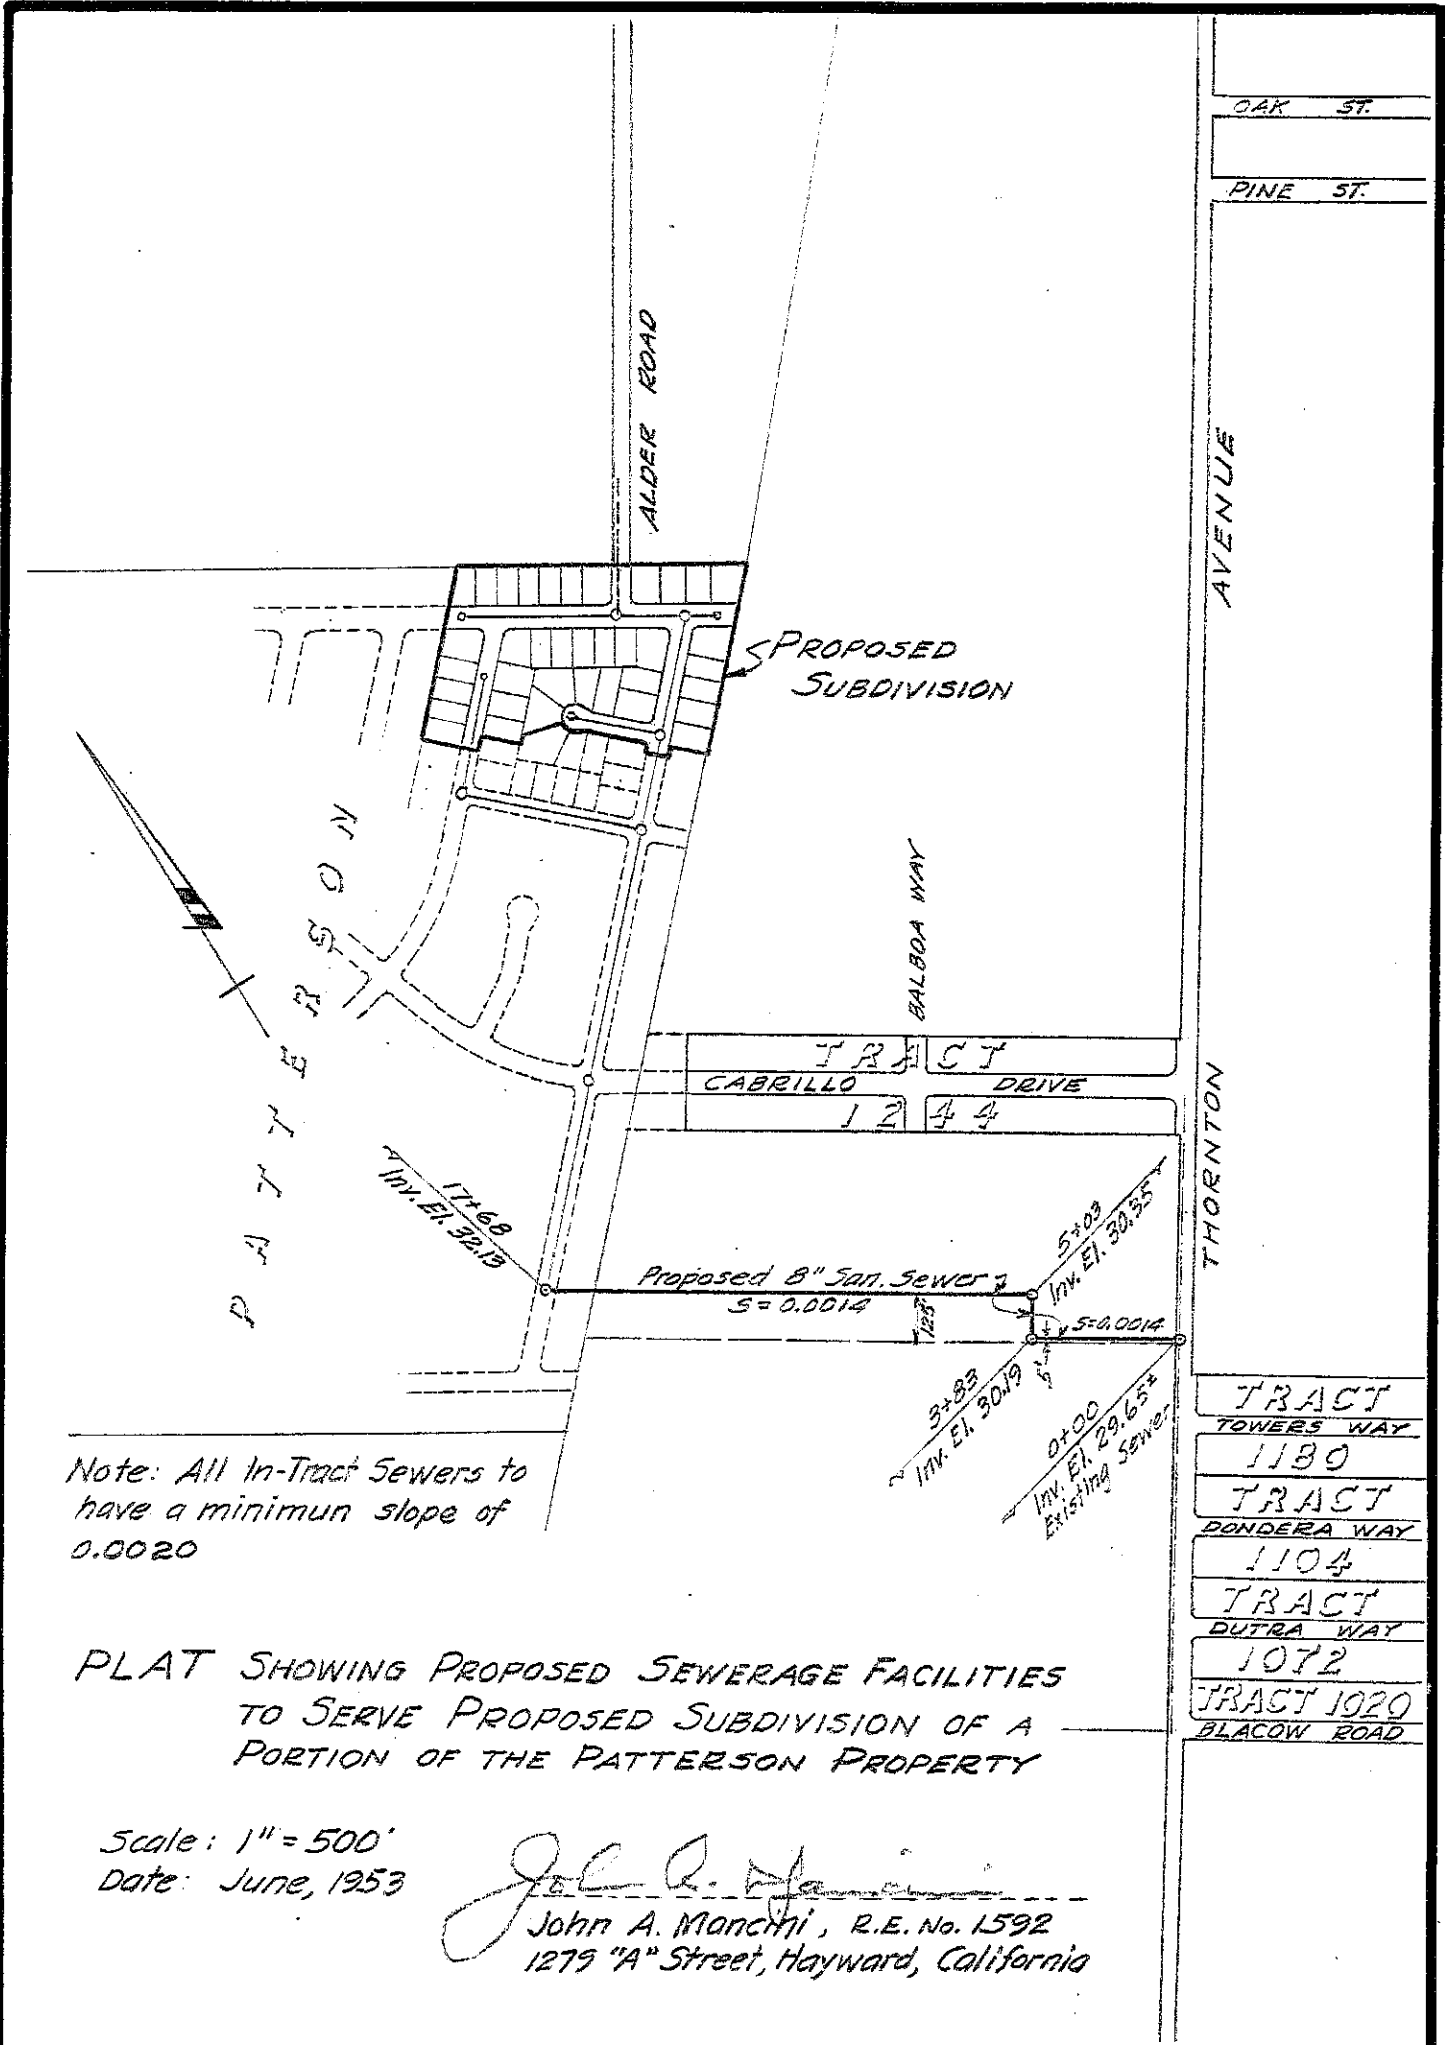 OAK ST.
PINE ST.
ALDER ROAD
AVENUE
PROPOSED
SUBDIVISION
PATTERSON
BALBOA WAY
TRACT
CABRILLO DRIVE
1244
THORNTON
17+68
Inv. El. 32.13
5+03
Inv. El. 30.35
Proposed 8" San. Sewer
S = 0.0014
125'
S=0.0014
3+83
Inv. El. 30.19
0+00
Inv. El. 29.65±
Existing Sewer
TRACT
TOWERS WAY
1180
TRACT
DONDERA WAY
1104
TRACT
DUTRA WAY
1072
TRACT 1020
BLACOW ROAD
Note: All In-Tract Sewers to
have a minimun slope of
0.0020
PLAT SHOWING PROPOSED SEWERAGE FACILITIES
TO SERVE PROPOSED SUBDIVISION OF A
PORTION OF THE PATTERSON PROPERTY
Scale: 1" = 500'
Date: June, 1953
John A. Mancini
John A. Mancini, R.E. No. 1592
1279 "A" Street, Hayward, California